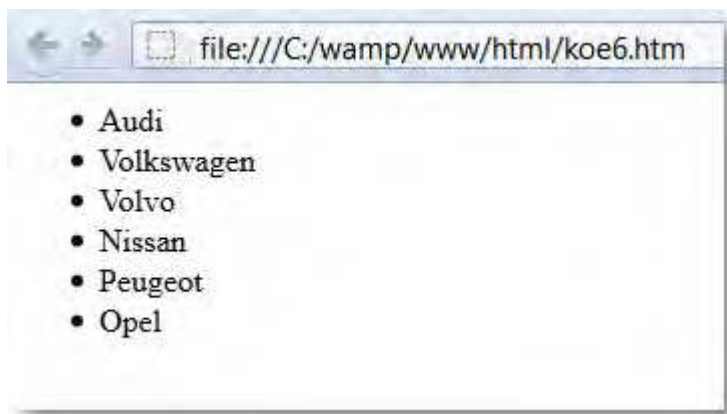 file:///C:/wamp/www/html/koe6.htm
• Audi
• Volkswagen
• Volvo
• Nissan
• Peugeot
• Opel